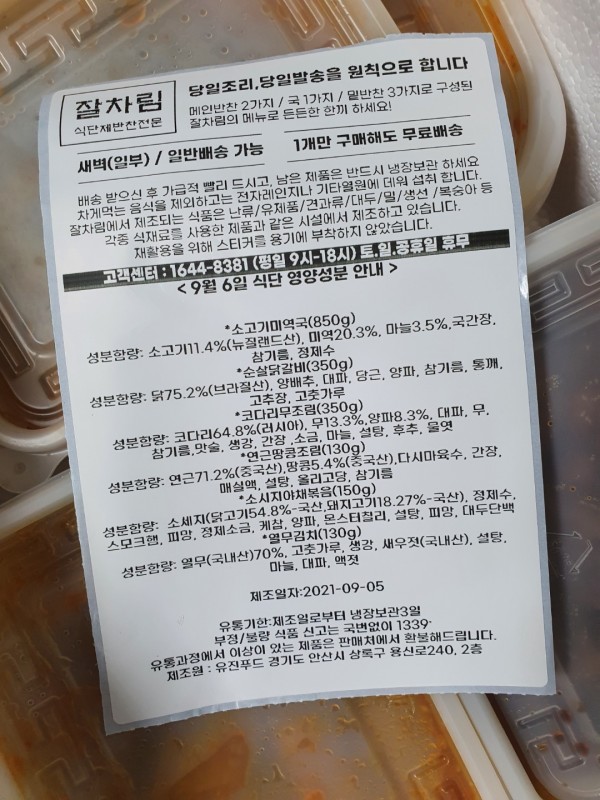 잘차림
식단제반찬전문
당일조리,당일발송을 원칙으로 합니다
메인반찬 2가지 / 국 1가지 / 밑반찬 3가지로 구성된
잘차림의 메뉴로 든든한 한끼 하세요!
새벽(일부) / 일반배송 가능
1개만 구매해도 무료배송
배송 받으신 후 가급적 빨리 드시고, 남은 제품은 반드시 냉장보관 하세요
차게먹는 음식을 제외하고는 전자레인지나 기타열원에 데워 섭취 합니다.
잘차림에서 제조되는 식품은 난류/유제품/견과류/대두/밀/생선 / 복숭아 등
각종 식재료를 사용한 제품과 같은 시설에서 제조하고 있습니다.
재활용을 위해 스티커를 용기에 부착하지 않았습니다.
고객센터 : 1644-8381 (평일 9시-18시) 토.일.공휴일 휴무
< 9월 6일 식단 영양성분 안내 >
*소고기미역국(850g)
성분함량: 소고기11.4%(뉴질랜드산), 미역20.3%, 마늘3.5%,국간장,
참기름, 정제수
*순살닭갈비(350g)
성분함량: 닭75.2%(브라질산), 양배추, 대파, 당근, 양파, 참기름, 통깨,
고추장, 고춧가루
*코다리무조림(350g)
성분함량: 코다리64.8%(러시아), 무13.3%,양파8.3%, 대파, 무,
참기름,맛술, 생강, 간장 ,소금, 마늘, 설탕, 후추, 물엿
*연근땅콩조림(130g)
성분함량: 연근71.2%(중국산),땅콩5.4%(중국산),다시마육수, 간장,
매실액, 설탕, 올리고당, 참기름
*소시지야채볶음(150g)
성분함량: 소세지(닭고기54.8%-국산,돼지고기18.27%-국산), 정제수,
스모크햄, 피망, 정제소금, 케찹, 양파, 몬스터칠리, 설탕, 피망, 대두단백
*열무김치(130g)
성분함량: 열무(국내산)70%, 고춧가루, 생강, 새우젓(국내산), 설탕,
마늘, 대파, 액젓
제조일자:2021-09-05
유통기한:제조일로부터 냉장보관3일
부정/불량 식품 신고는 국번없이 1339·
유통과정에서 이상이 있는 제품은 판매처에서 환불해드립니다.
제조원 : 유진푸드 경기도 안산시 상록구 용신로240, 2층